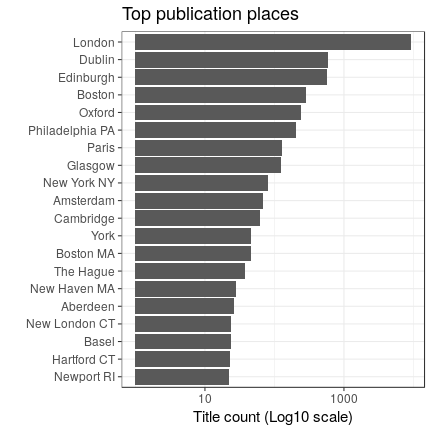 Top publication places
London
Dublin
Edinburgh
Boston
Oxford
Philadelphia PA
Paris
Glasgow
New York NY
Amsterdam
Cambridge
York
Boston MA
The Hague
New Haven MA
Aberdeen
New London CT
Basel
Hartford CT
Newport RI
10 1000
Title count (Log10 scale)